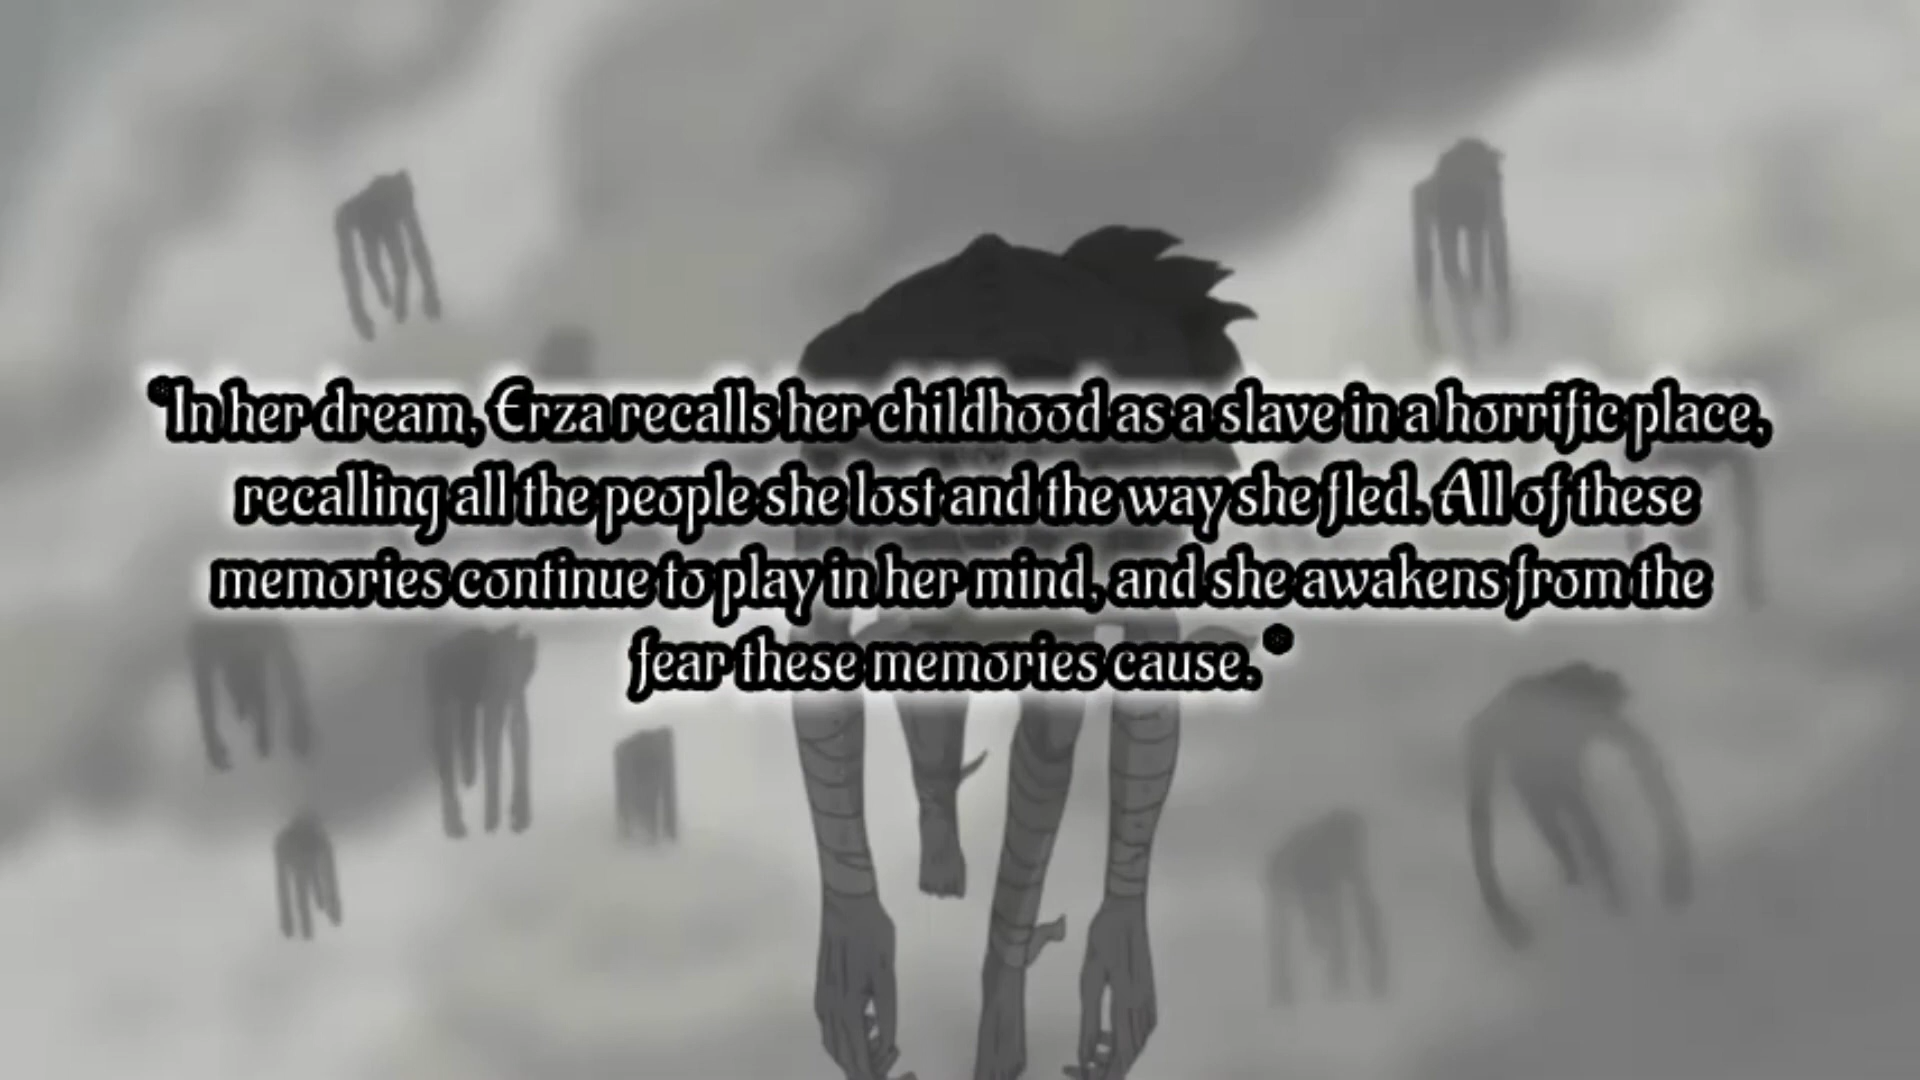 *In her dream, Erza recalls her childhood as a slave in a horrific place,
recalling all the people she lost and the way she fled. All of these
memories continue to play in her mind, and she awakens from the
fear these memories cause. *